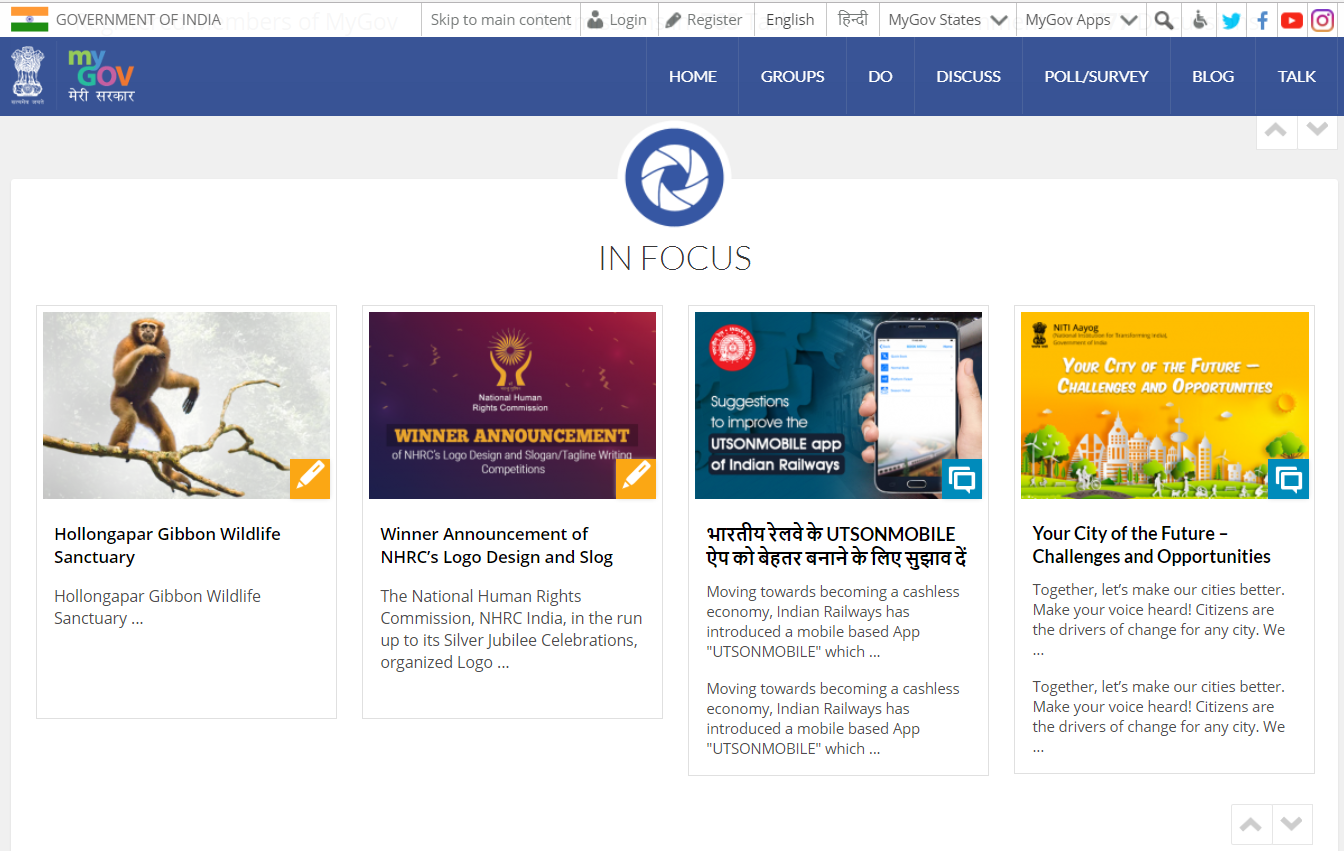 GOVERNMENT OF INDIA
Skip to main content
Login
Register
English
हिन्दी
MyGov States
MyGov Apps
my
GOV
मेरी सरकार
HOME
GROUPS
DO
DISCUSS
POLL/SURVEY
BLOG
TALK
IN FOCUS
Hollongapar Gibbon Wildlife
Sanctuary
Hollongapar Gibbon Wildlife
Sanctuary ...
National Human
Rights Commission
WINNER ANNOUNCEMENT
of NHRC's Logo Design and Slogan/Tagline Writing
Competitions
Winner Announcement of
NHRC’s Logo Design and Slog
The National Human Rights
Commission, NHRC India, in the run
up to its Silver Jubilee Celebrations,
organized Logo ...
Suggestions
to improve the
UTSONMOBILE app
of Indian Railways
भारतीय रेलवे के UTSONMOBILE
ऐप को बेहतर बनाने के लिए सुझाव दें
Moving towards becoming a cashless
economy, Indian Railways has
introduced a mobile based App
"UTSONMOBILE" which ...
Moving towards becoming a cashless
economy, Indian Railways has
introduced a mobile based App
"UTSONMOBILE" which ...
NITI Aayog
(National Institution for Transforming India),
Government of India
YOUR CITY OF THE FUTURE –
CHALLENGES AND OPPORTUNITIES
Your City of the Future –
Challenges and Opportunities
Together, let’s make our cities better.
Make your voice heard! Citizens are
the drivers of change for any city. We
...
Together, let’s make our cities better.
Make your voice heard! Citizens are
the drivers of change for any city. We
...